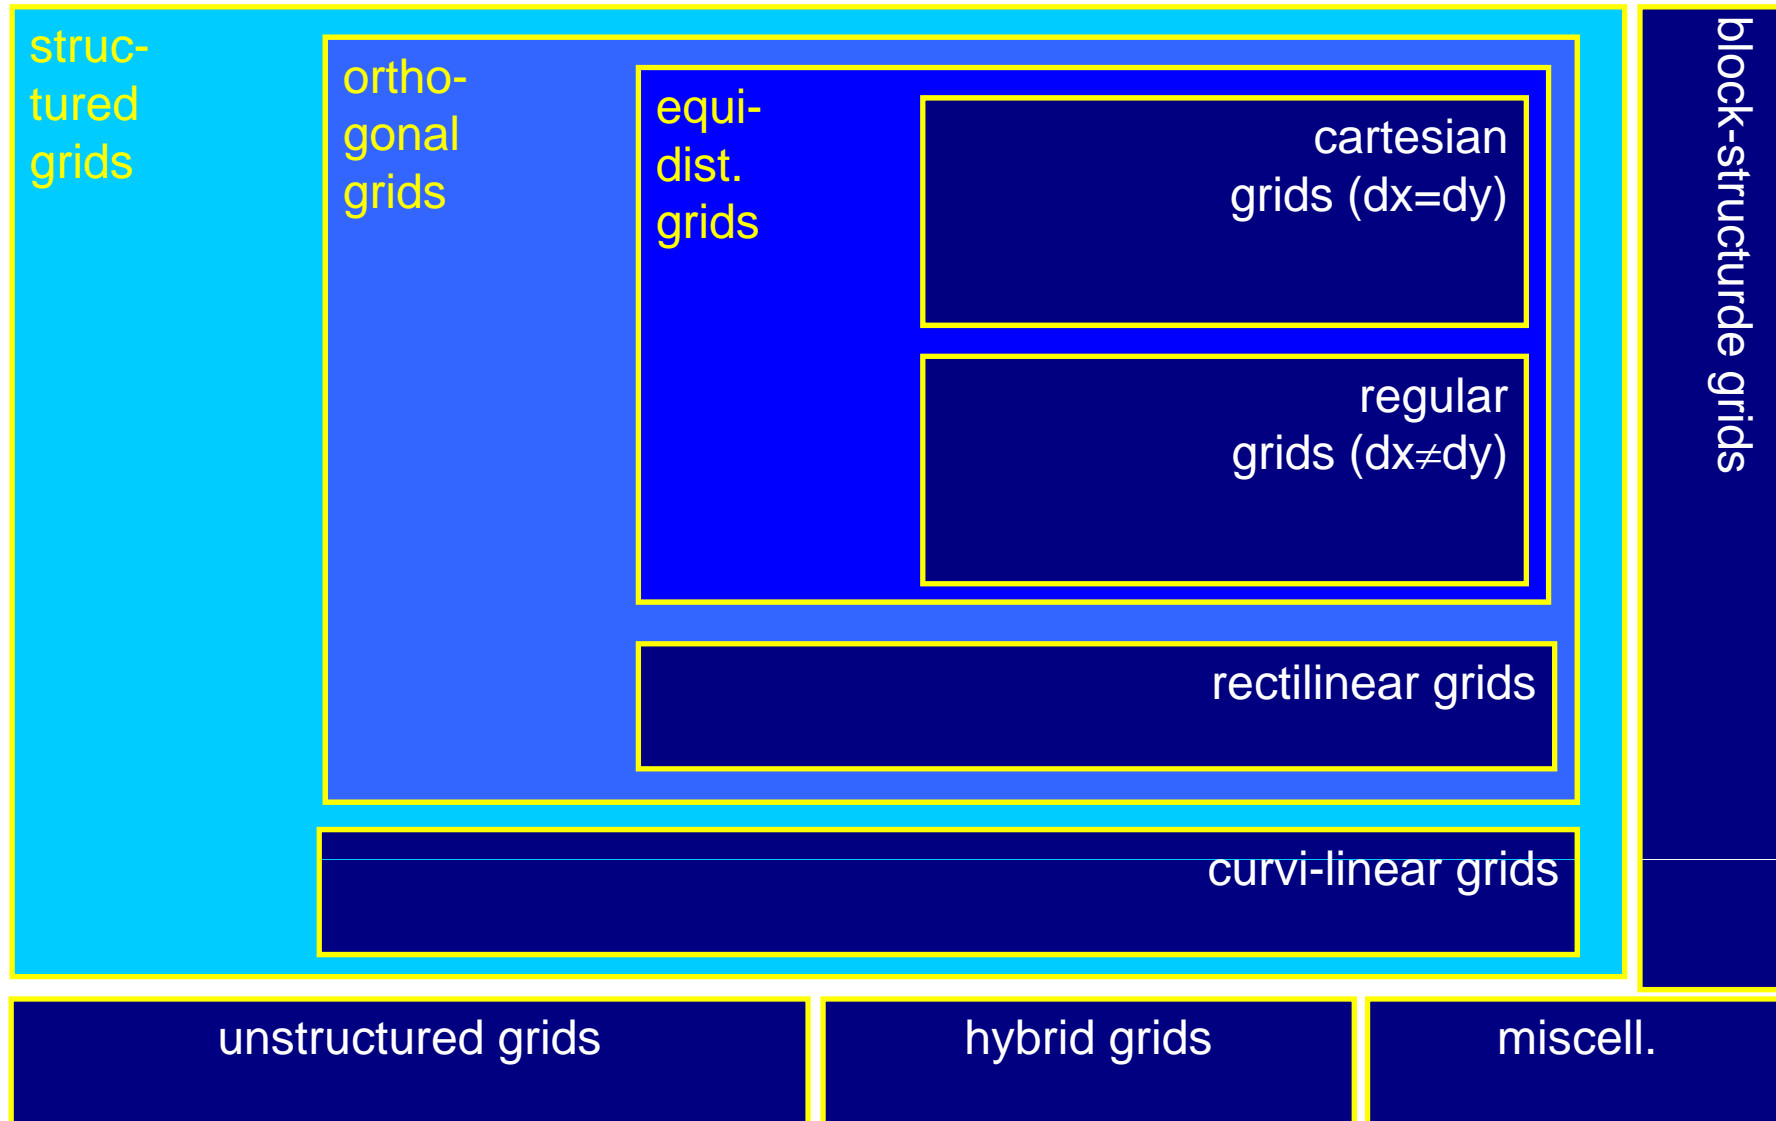 struc-
tured
grids
ortho-
gonal
grids
equi-
dist.
grids
cartesian
grids (dx=dy)
regular
grids (dx≠dy)
rectilinear grids
curvi-linear grids
block-structurde grids
unstructured grids
hybrid grids
miscell.